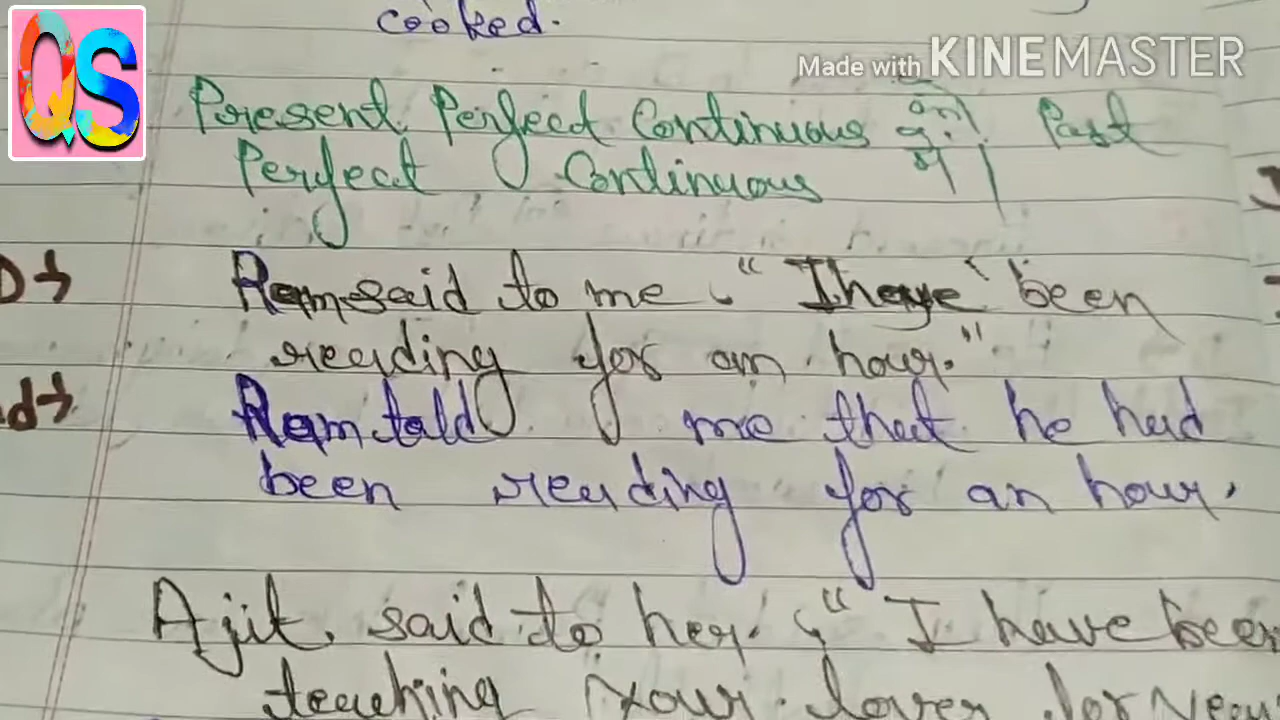 cooked.
QS
Made with KINEMASTER
Present Perfect Continuous को Past
Perfect Continuous में।
D→
Ram said to me, "I have been
reading for an hour."
d→
Ram told me that he had
been reading for an hour.
Ajit said to her, "I have been
teaching your lover for